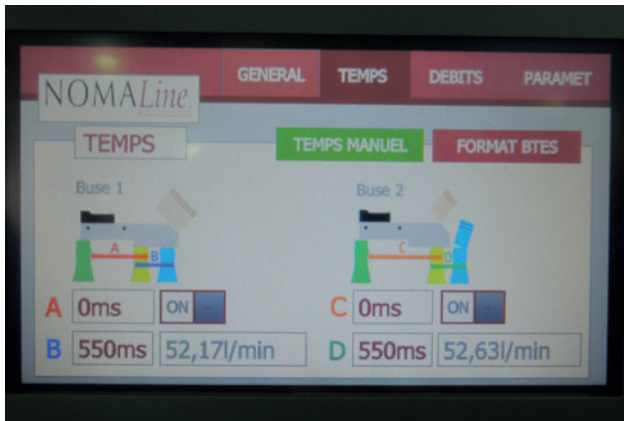 NOMALine
GENERAL TEMPS DEBITS PARAMET
TEMPS TEMPS MANUEL FORMAT BTES
Buse 1 Buse 2
A B C D
A 0ms ON C 0ms ON
B 550ms 52,17l/min D 550ms 52,63l/min